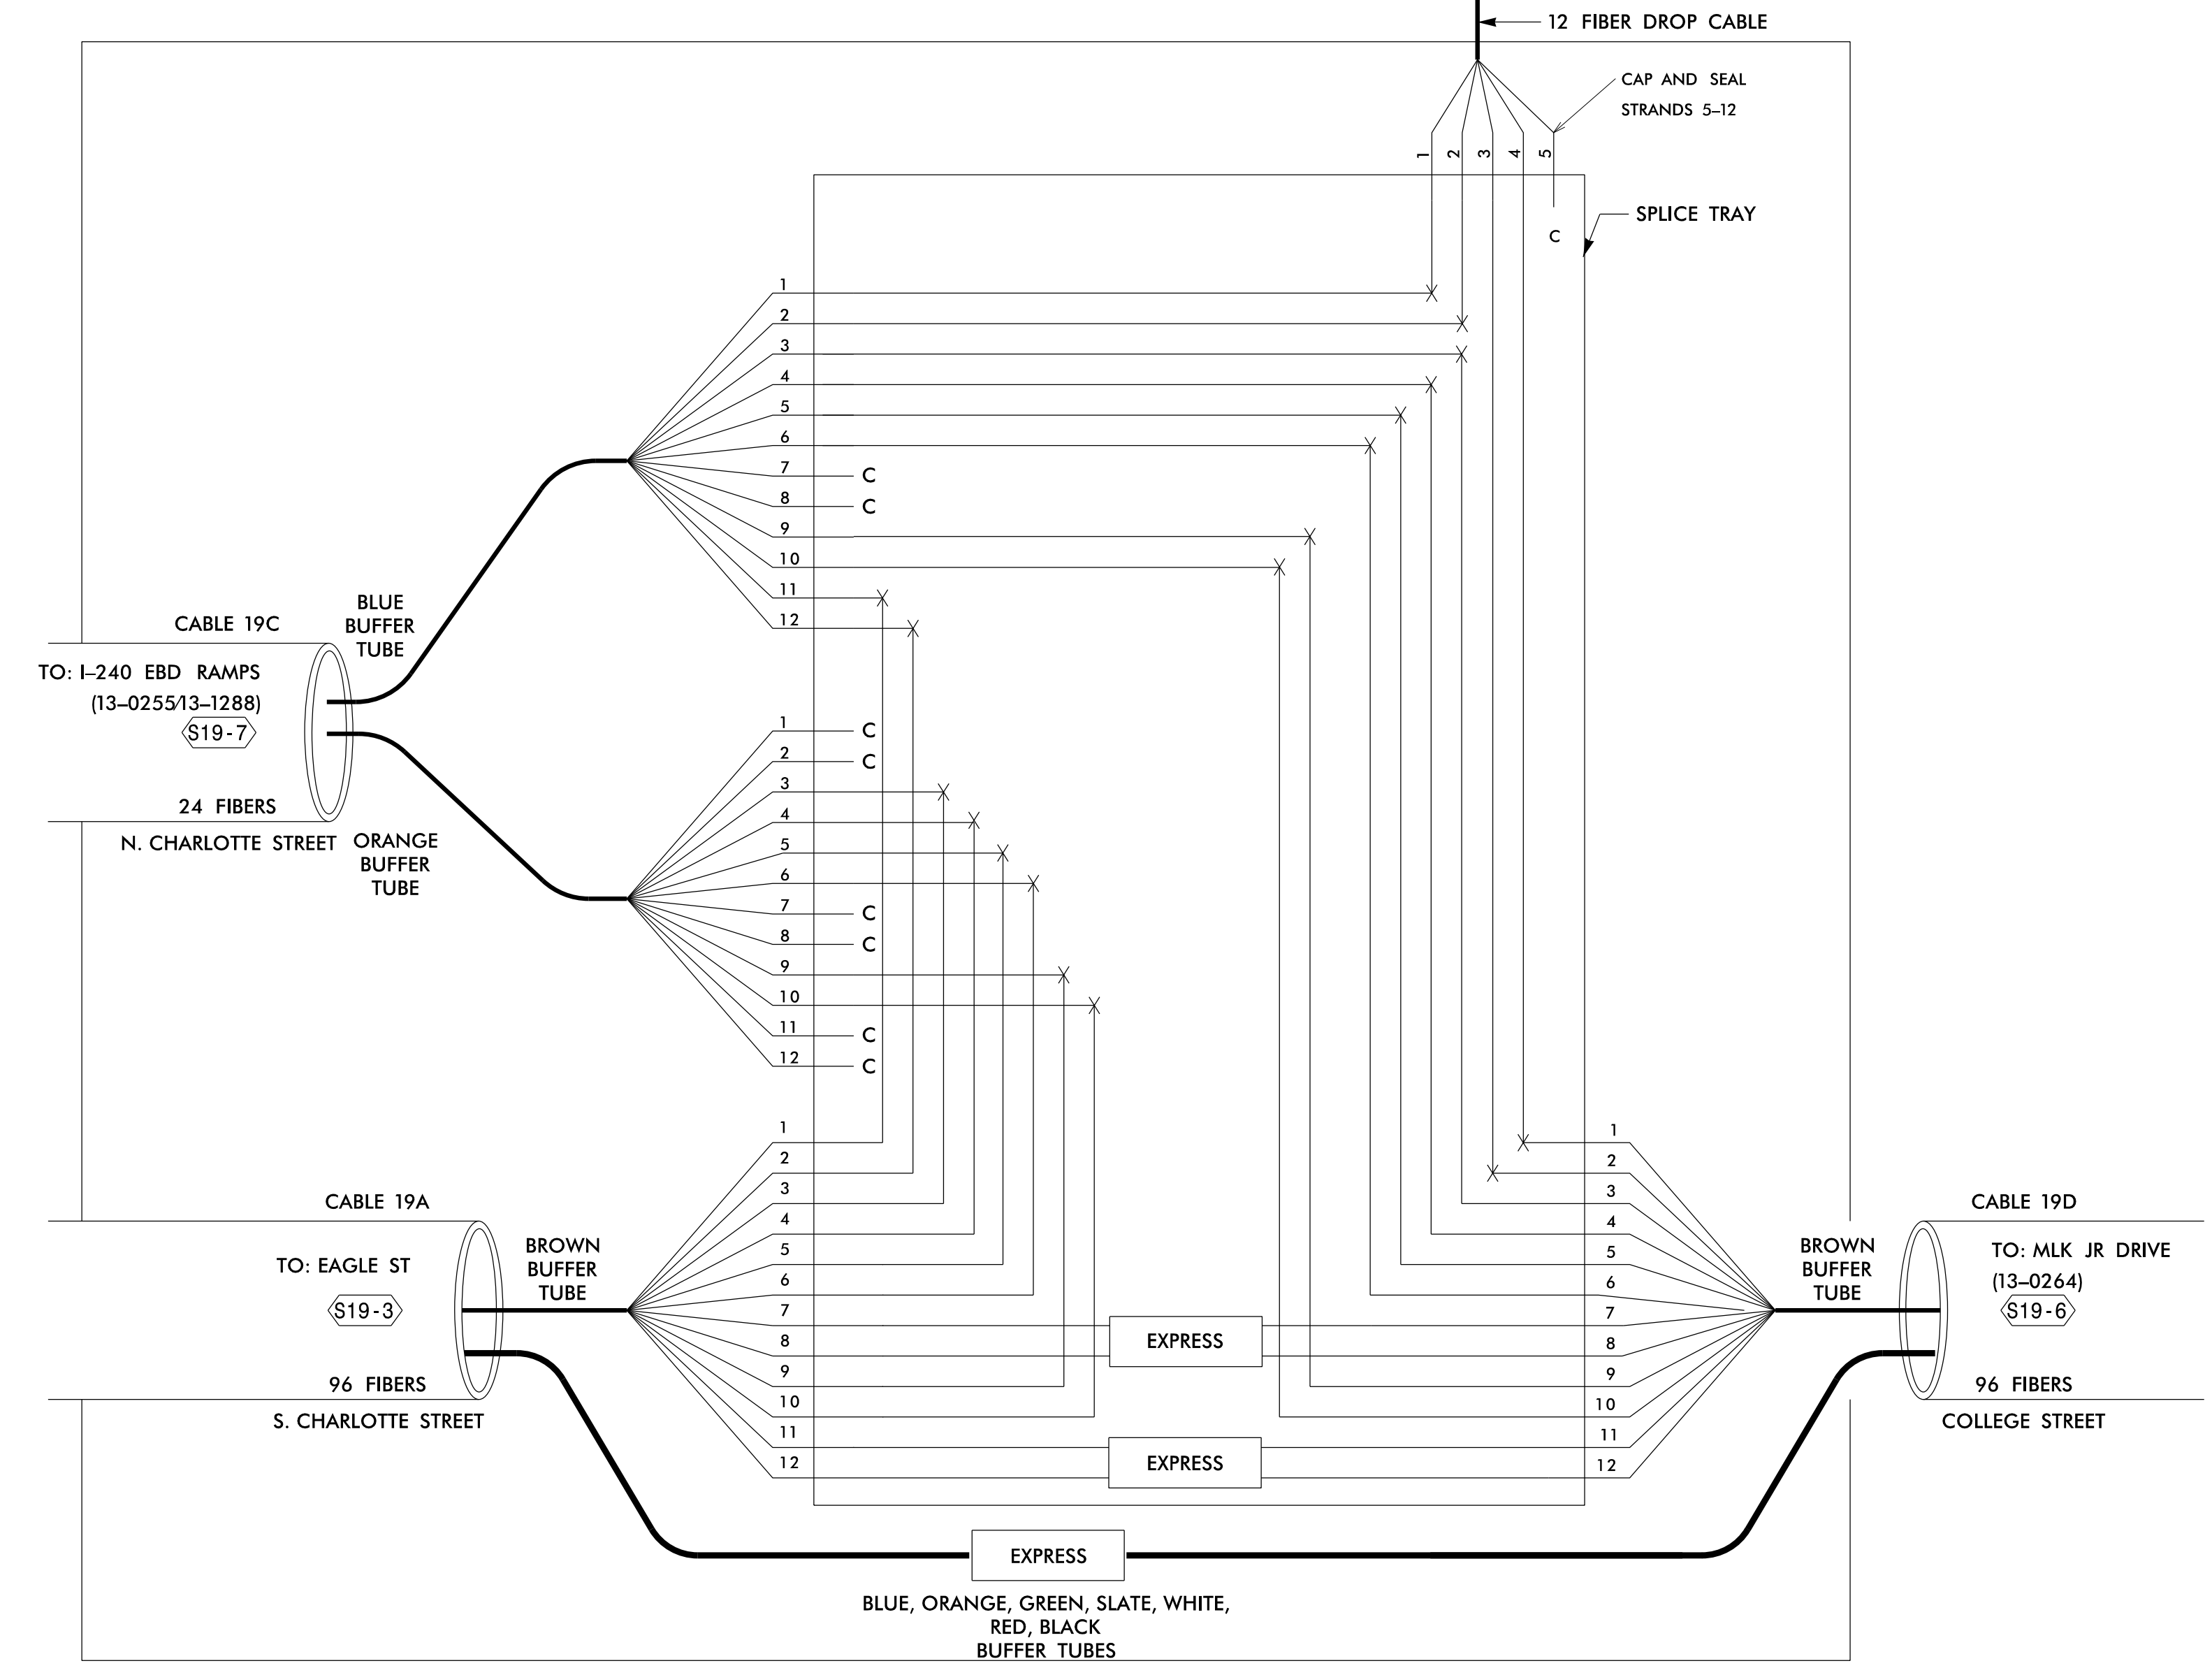 12 FIBER DROP CABLE
CAP AND SEAL
STRANDS 5–12
1
2
3
4
5
C
SPLICE TRAY
1
2
3
4
5
6
7
C
8
C
9
10
11
12
BLUE
BUFFER
TUBE
CABLE 19C
TO: I–240 EBD RAMPS
(13–0255/13–1288)
S19-7
24 FIBERS
N. CHARLOTTE STREET
ORANGE
BUFFER
TUBE
1
C
2
C
3
4
5
6
7
C
8
C
9
10
11
C
12
C
CABLE 19A
TO: EAGLE ST
S19-3
96 FIBERS
S. CHARLOTTE STREET
BROWN
BUFFER
TUBE
1
2
3
4
5
6
7
8
9
10
11
12
EXPRESS
EXPRESS
1
2
3
4
5
6
7
8
9
10
11
12
BROWN
BUFFER
TUBE
CABLE 19D
TO: MLK JR DRIVE
(13–0264)
S19-6
96 FIBERS
COLLEGE STREET
EXPRESS
BLUE, ORANGE, GREEN, SLATE, WHITE,
RED, BLACK
BUFFER TUBES